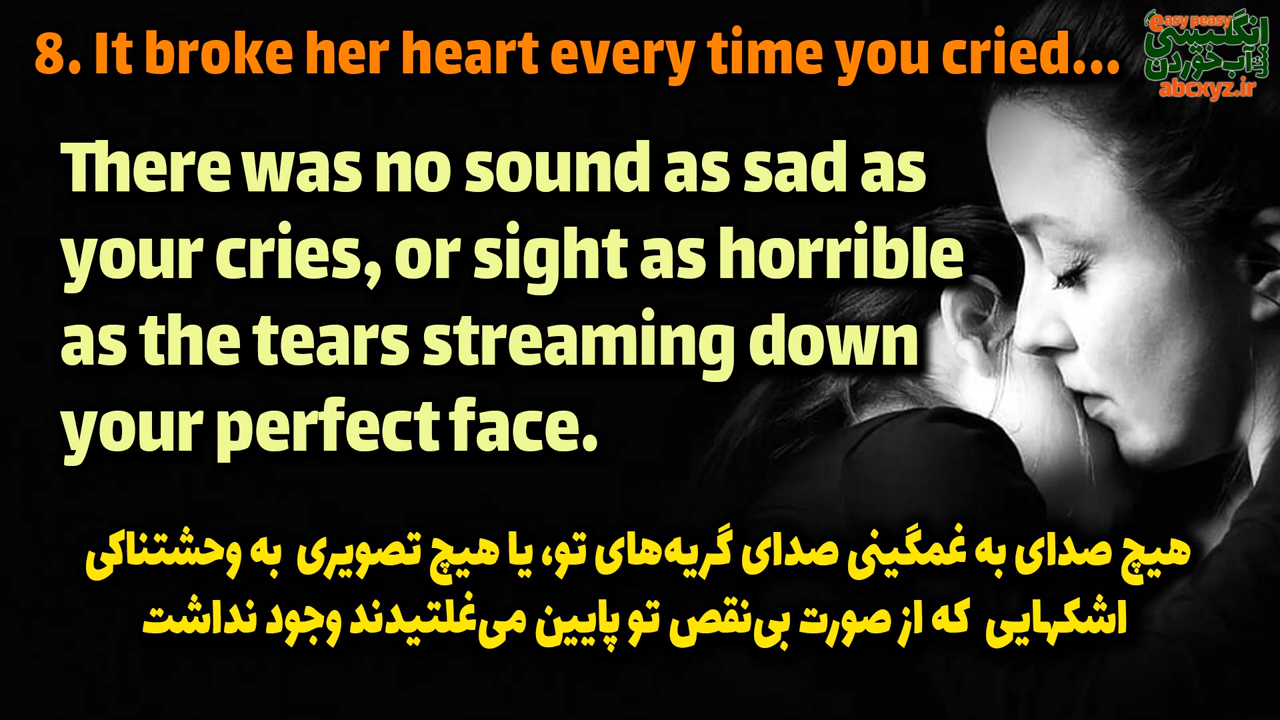 8. It broke her heart every time you cried...
easy peasy
انگلیسی
مثل
آب خوردن
abcxyz.ir
There was no sound as sad as
your cries, or sight as horrible
as the tears streaming down
your perfect face.
هیچ صدای به غمگینی صدای گریه‌های تو، یا هیچ تصویری به وحشتناکی
اشکهایی که از صورت بی‌نقص تو پایین می‌غلتیدند وجود نداشت